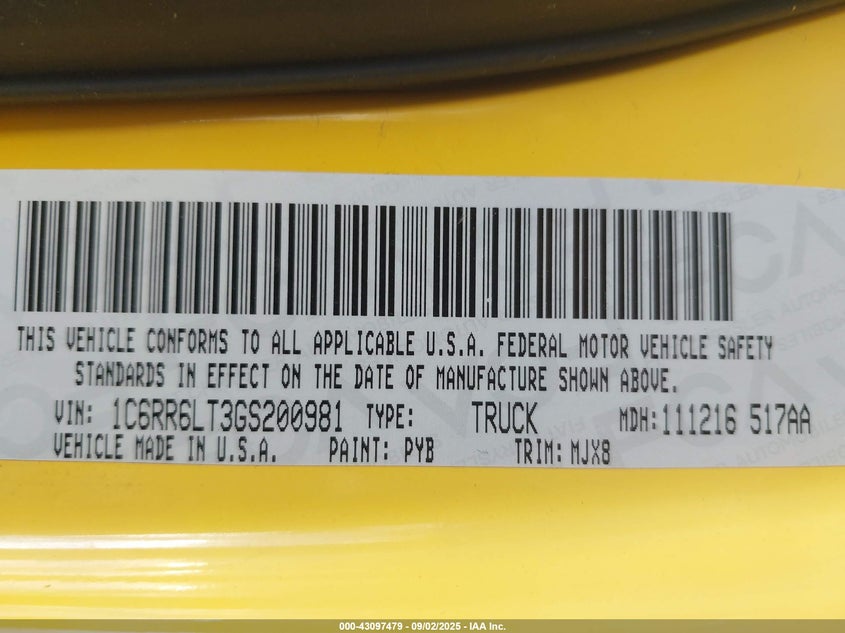 THIS VEHICLE CONFORMS TO ALL APPLICABLE U.S.A. FEDERAL MOTOR VEHICLE SAFETY
STANDARDS IN EFFECT ON THE DATE OF MANUFACTURE SHOWN ABOVE.
VIN: 1C6RR6LT3GS200981 TYPE: TRUCK MDH: 111216 517AA
VEHICLE MADE IN U.S.A. PAINT: PYB TRIM: MJX8
000-43097479 - 09/02/2025 - IAA Inc.